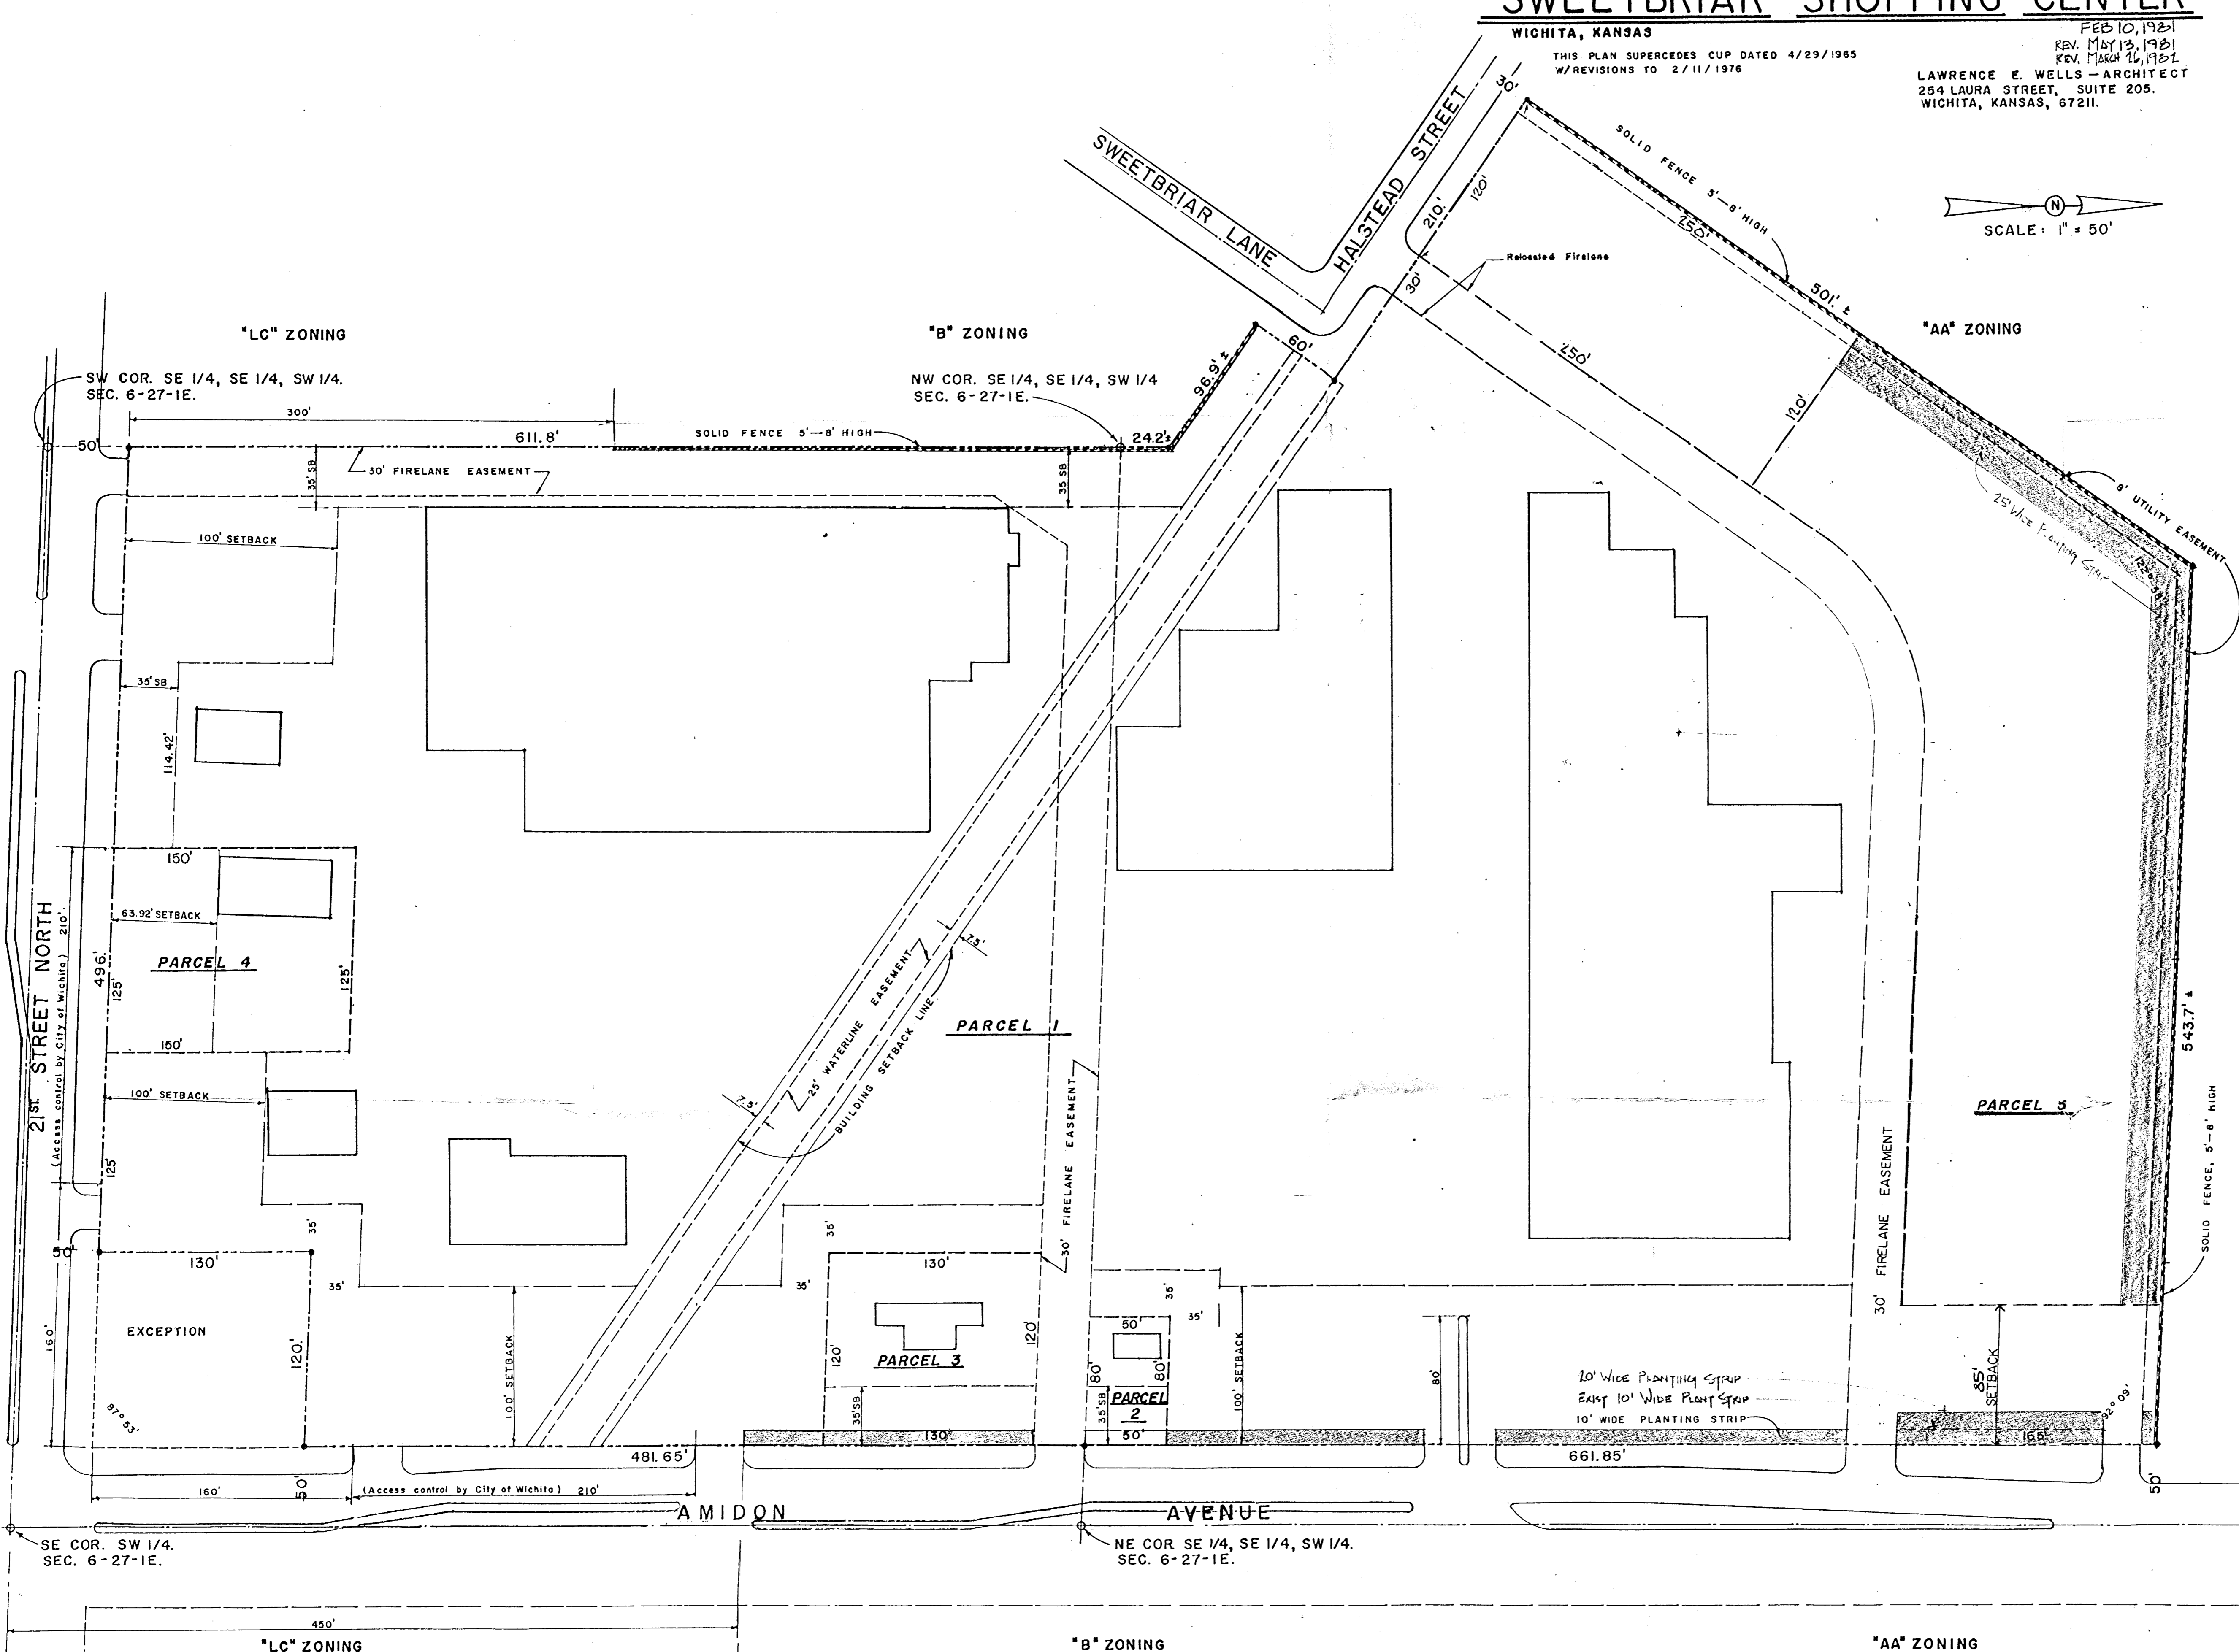 SWEETBRIAR SHOPPING CENTER
WICHITA, KANSAS
THIS PLAN SUPERCEDES CUP DATED 4/29/1965
W/REVISIONS TO 2/11/1976
FEB 10, 1981
REV. MAY 13, 1981
REV. MARCH 26, 1982
LAWRENCE E. WELLS — ARCHITECT
254 LAURA STREET, SUITE 205.
WICHITA, KANSAS, 67211.
N
SCALE: 1" = 50'
SWEETBRIAR LANE
HALSTEAD STREET
30'
210.'
120'
30'
SOLID FENCE 5'—8' HIGH
250'
501.' ±
Relocated Firelane
250'
120'
"LC" ZONING
"B" ZONING
"AA" ZONING
SW COR. SE 1/4, SE 1/4, SW 1/4.
SEC. 6-27-1E.
NW COR. SE 1/4, SE 1/4, SW 1/4
SEC. 6-27-1E.
50'
300'
611.8'
SOLID FENCE 5'—8' HIGH
24.2'±
96.9' ±
60'
35' SB
30' FIRELANE EASEMENT
35' SB
8' UTILITY EASEMENT
25' WIDE PLANTING STRIP
100' SETBACK
35' SB
114.42'
150'
63.92' SETBACK
PARCEL 4
496.'
125'
125'
150'
21ST. STREET NORTH
(Access control by City of Wichita) 210'
100' SETBACK
125'
7.5'
25' WATERLINE EASEMENT
BUILDING SETBACK LINE
7.5'
PARCEL 1
30' FIRELANE EASEMENT
543.7' ±
PARCEL 5
30' FIRELANE EASEMENT
SOLID FENCE, 5'-8' HIGH
50'
130'
35'
35'
EXCEPTION
120.'
160'
87° 53'
100' SETBACK
35'
35'
130'
120'
120'
PARCEL 3
35' SB
130'
35'
35'
50'
80'
80'
PARCEL
2
35' SB
50'
100' SETBACK
80'
20' WIDE PLANTING STRIP
EXIST 10' WIDE PLANT STRIP
10' WIDE PLANTING STRIP
85'
SETBACK
92° 09'
165'
481.65'
661.85'
160'
50'
(Access control by City of Wichita) 210'
50'
AMIDON AVENUE
SE COR. SW 1/4.
SEC. 6-27-1E.
NE COR SE 1/4, SE 1/4, SW 1/4.
SEC. 6-27-1E.
450'
"LC" ZONING
"B" ZONING
"AA" ZONING